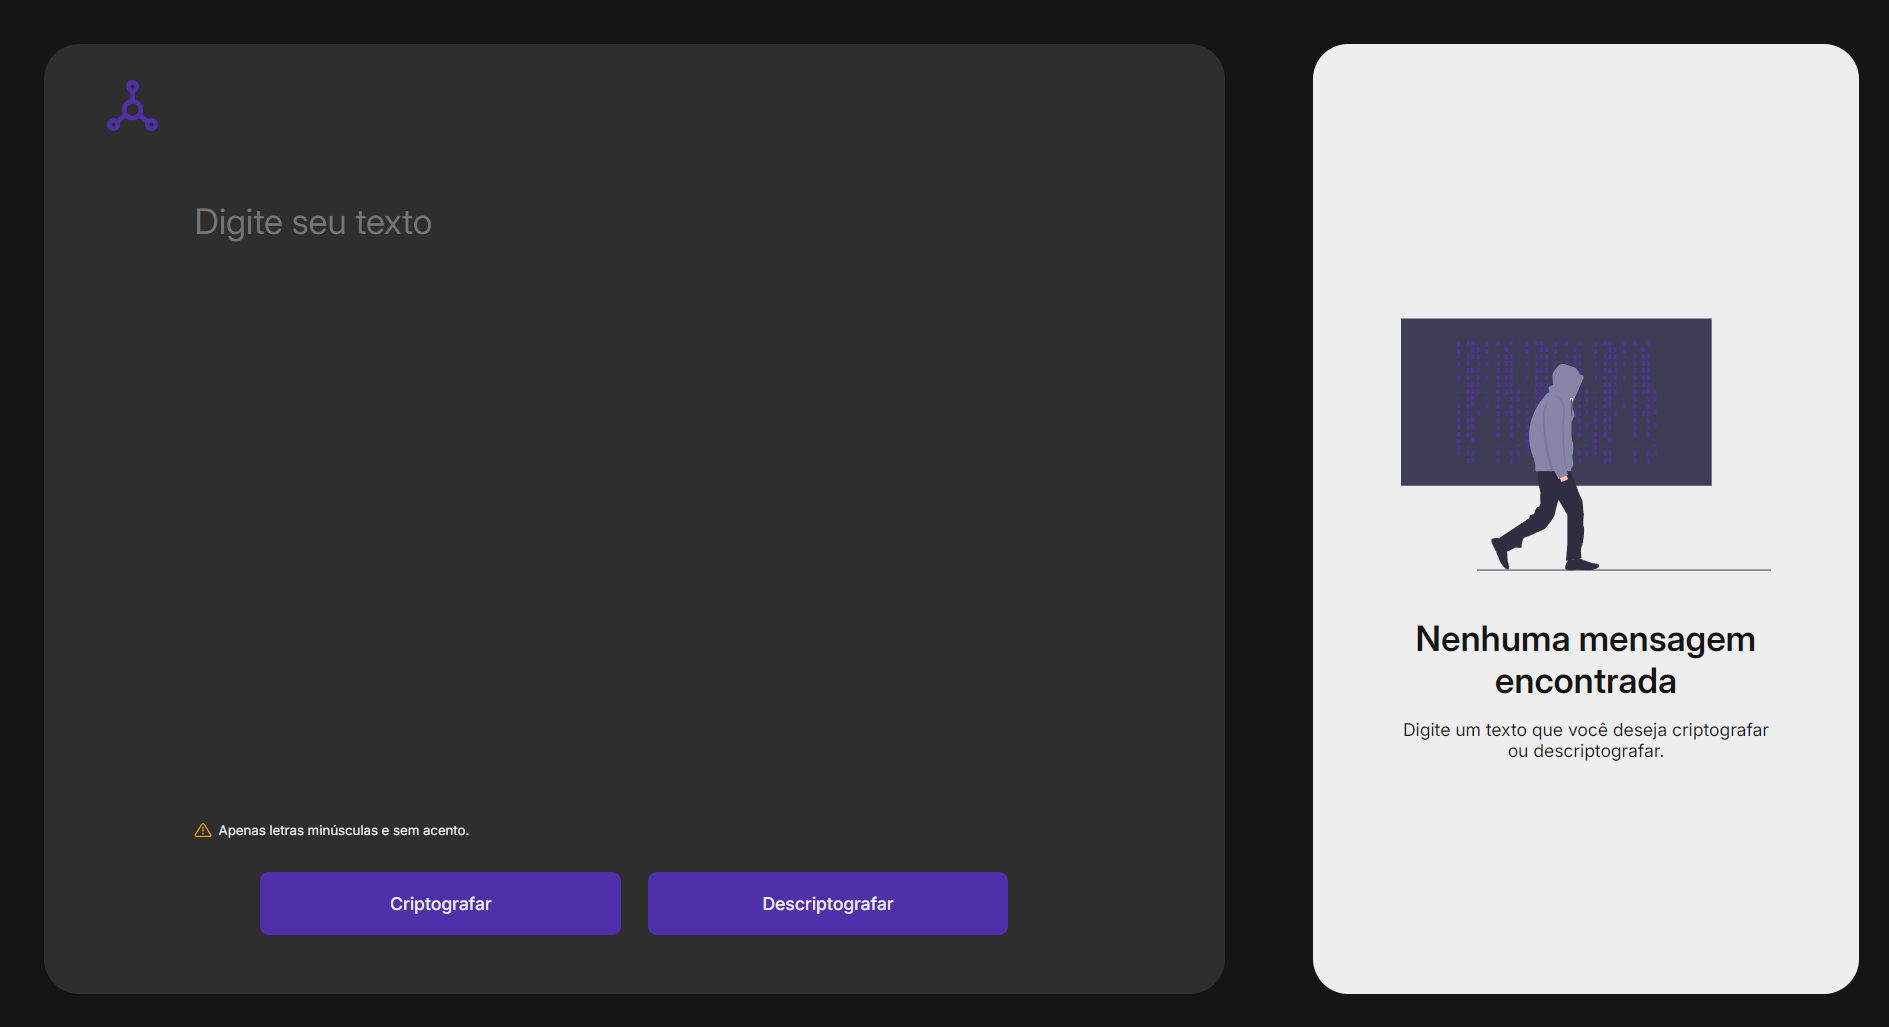 Digite seu texto
Apenas letras minúsculas e sem acento.
Criptografar
Descriptografar
Nenhuma mensagem
encontrada
Digite um texto que você deseja criptografar
ou descriptografar.